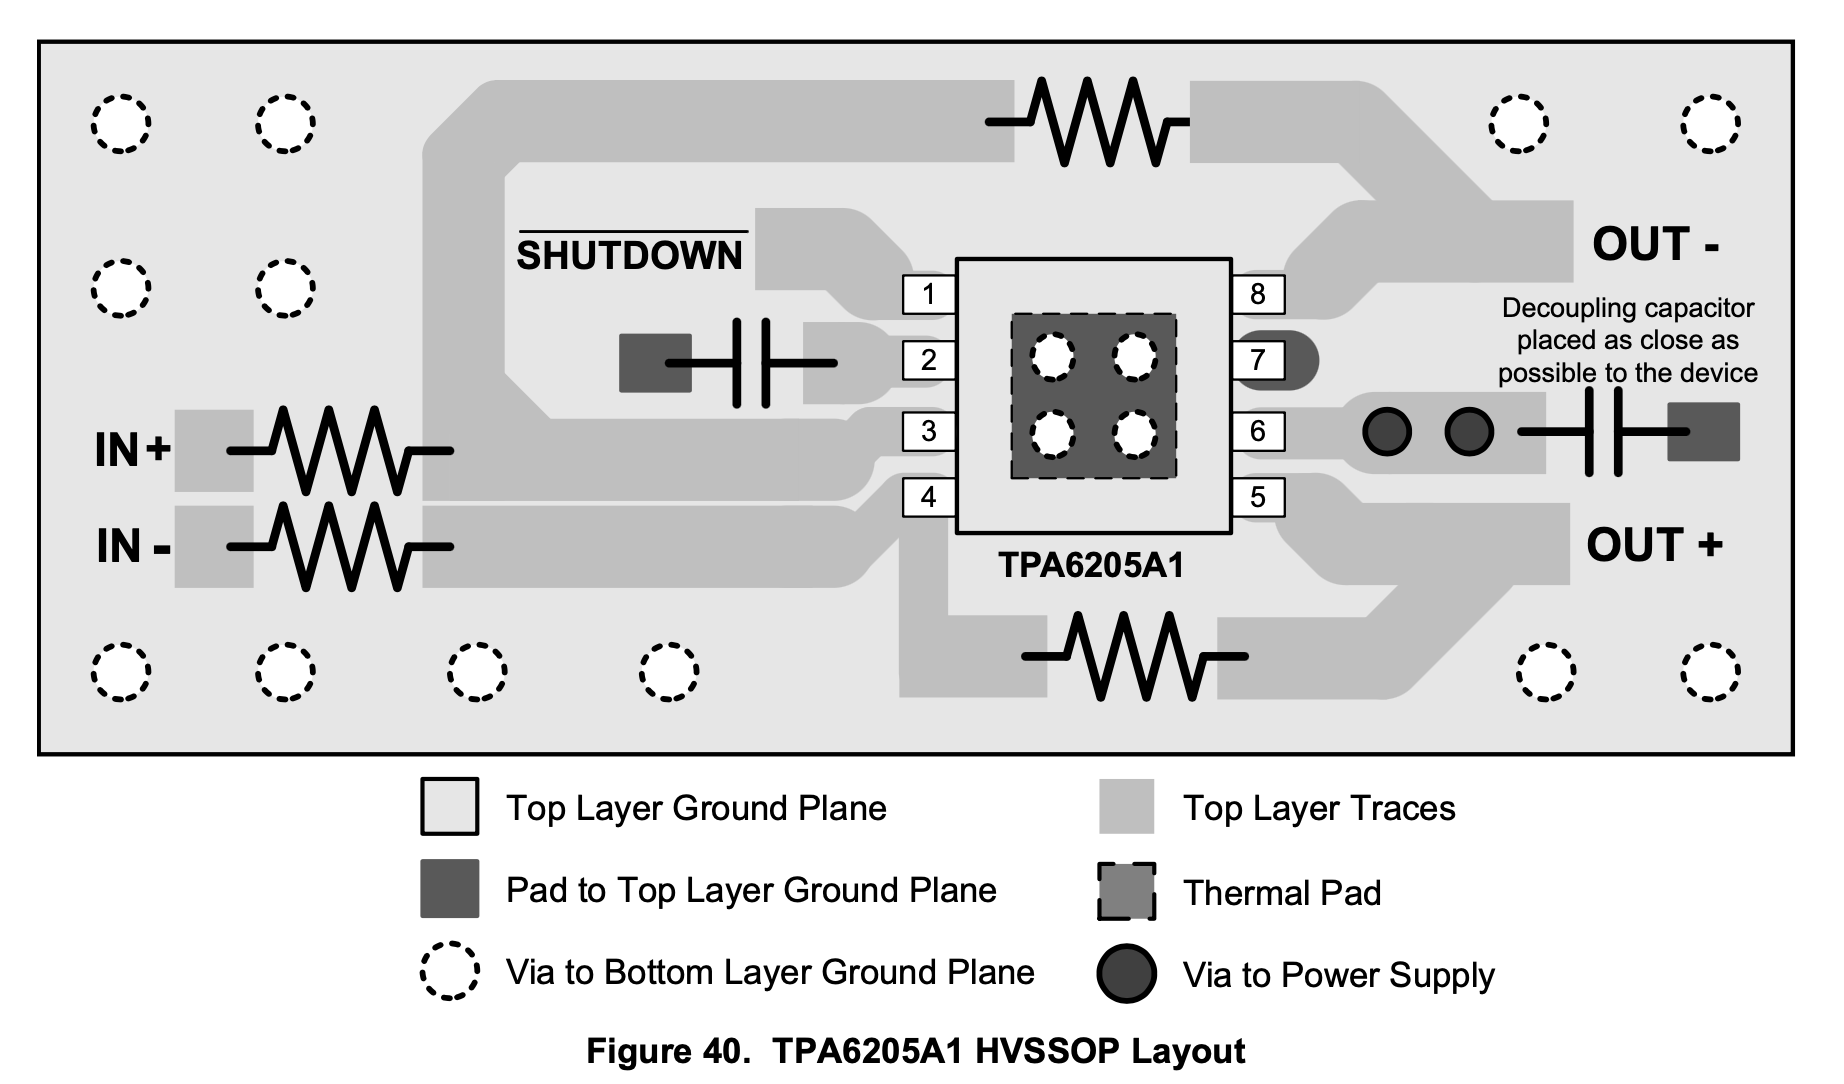 SHUTDOWN
OUT -
1
8
Decoupling capacitor
placed as close as
possible to the device
2
7
3
6
IN+
4
5
IN -
OUT +
TPA6205A1
Top Layer Ground Plane
Top Layer Traces
Pad to Top Layer Ground Plane
Thermal Pad
Via to Bottom Layer Ground Plane
Via to Power Supply
Figure 40. TPA6205A1 HVSSOP Layout